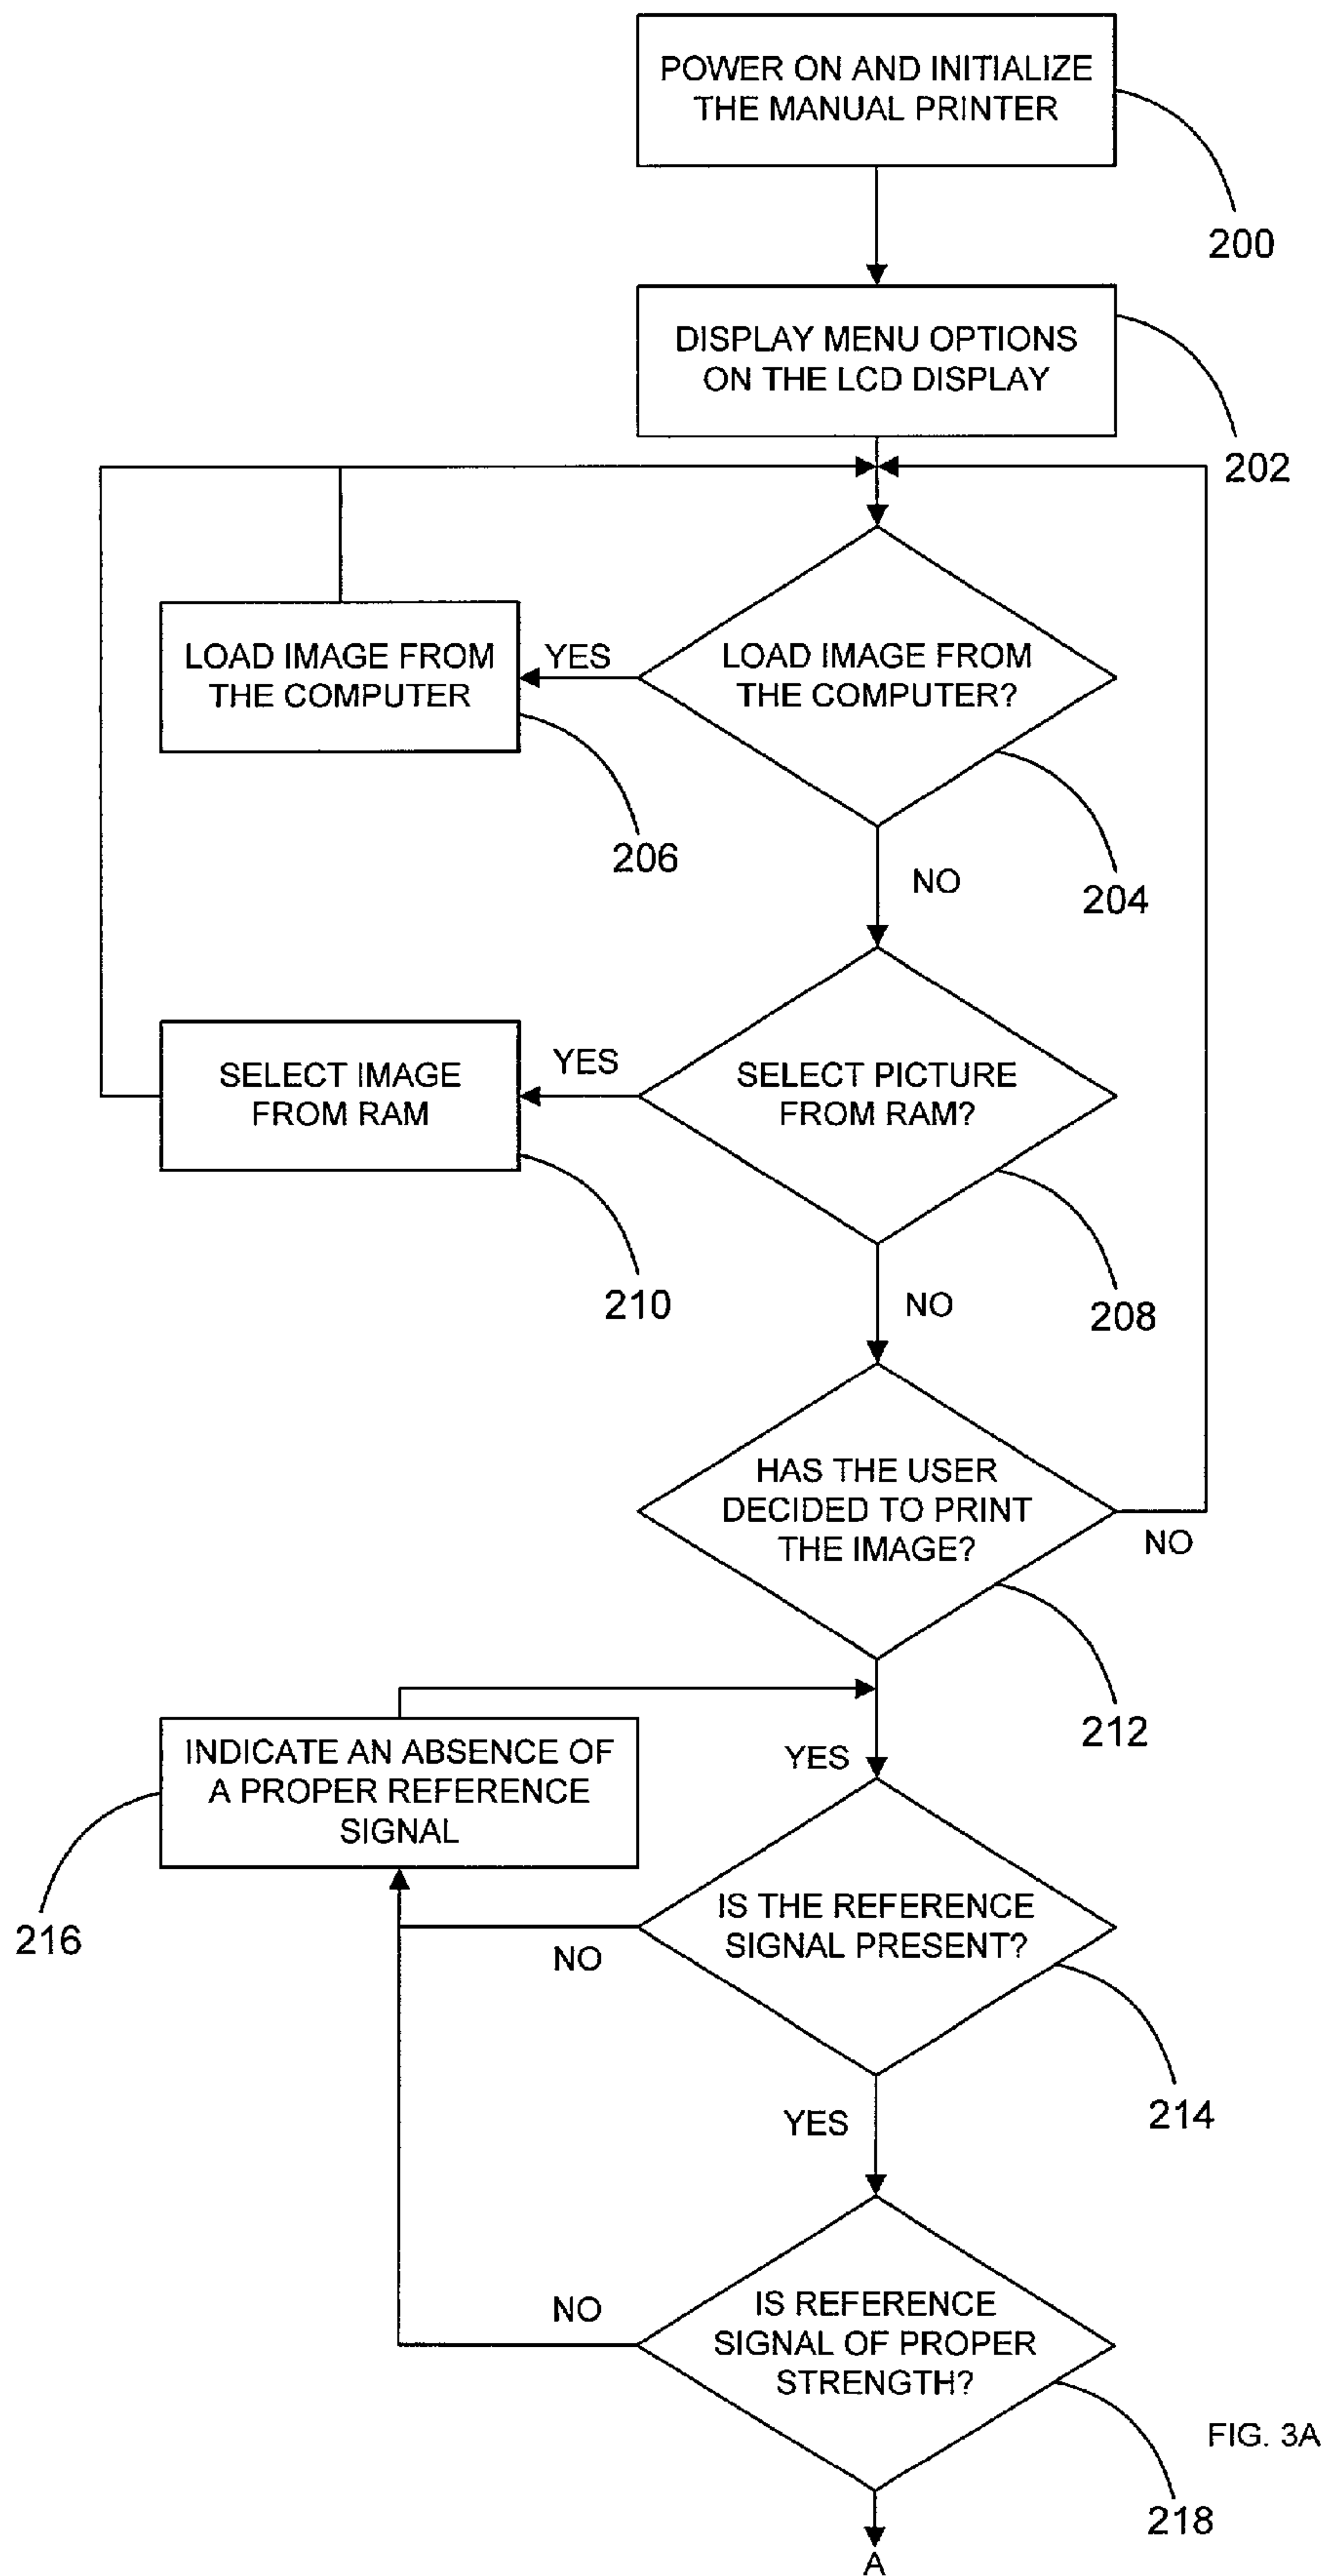 POWER ON AND INITIALIZE
THE MANUAL PRINTER
200
DISPLAY MENU OPTIONS
ON THE LCD DISPLAY
202
LOAD IMAGE FROM
THE COMPUTER
YES
LOAD IMAGE FROM
THE COMPUTER?
206
204
NO
SELECT IMAGE
FROM RAM
YES
SELECT PICTURE
FROM RAM?
210
208
NO
HAS THE USER
DECIDED TO PRINT
THE IMAGE?
NO
212
YES
INDICATE AN ABSENCE OF
A PROPER REFERENCE
SIGNAL
216
IS THE REFERENCE
SIGNAL PRESENT?
NO
214
YES
NO
IS REFERENCE
SIGNAL OF PROPER
STRENGTH?
218
FIG. 3A
A